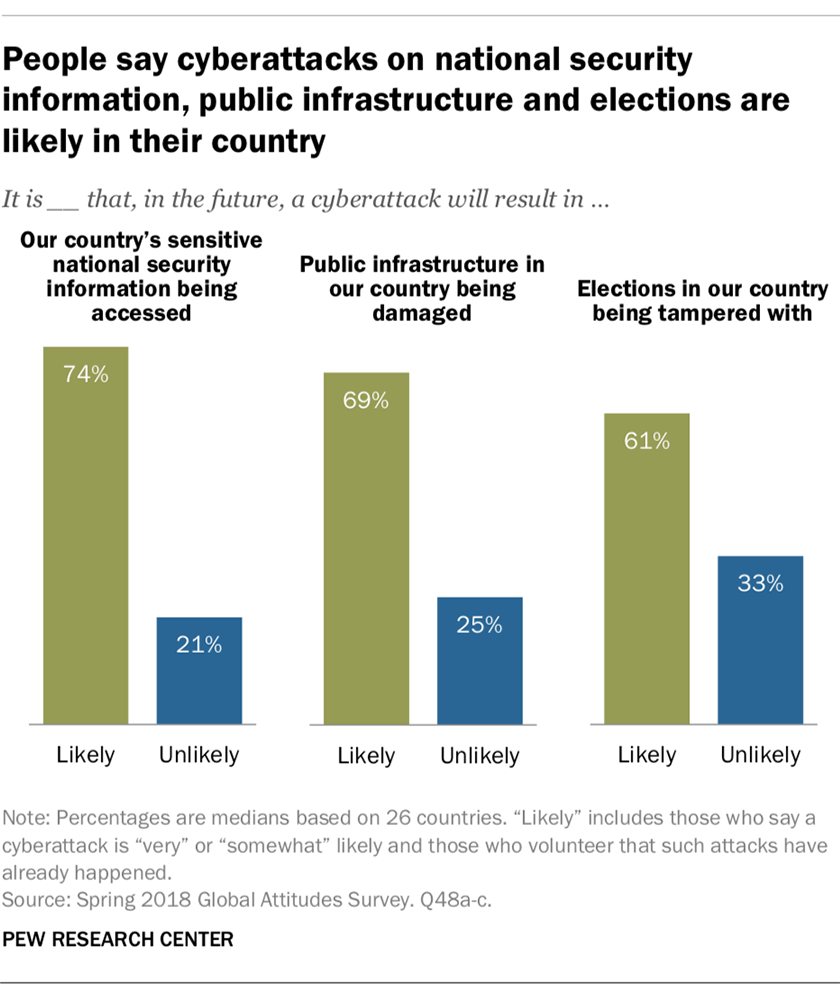 People say cyberattacks on national security
information, public infrastructure and elections are
likely in their country
It is __ that, in the future, a cyberattack will result in ...
Our country’s sensitive
national security
information being
accessed
Public infrastructure in
our country being
damaged
Elections in our country
being tampered with
74%
21%
Likely
Unlikely
69%
25%
Likely
Unlikely
61%
33%
Likely
Unlikely
Note: Percentages are medians based on 26 countries. “Likely” includes those who say a
cyberattack is “very” or “somewhat” likely and those who volunteer that such attacks have
already happened.
Source: Spring 2018 Global Attitudes Survey. Q48a-c.
PEW RESEARCH CENTER